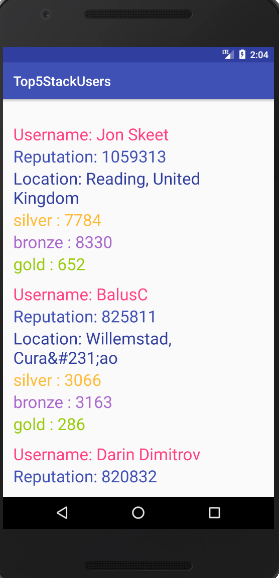 2:04
Top5StackUsers
Username: Jon Skeet
Reputation: 1059313
Location: Reading, United
Kingdom
silver : 7784
bronze : 8330
gold : 652
Username: BalusC
Reputation: 825811
Location: Willemstad,
Cura&#231;ao
silver : 3066
bronze : 3163
gold : 286
Username: Darin Dimitrov
Reputation: 820832